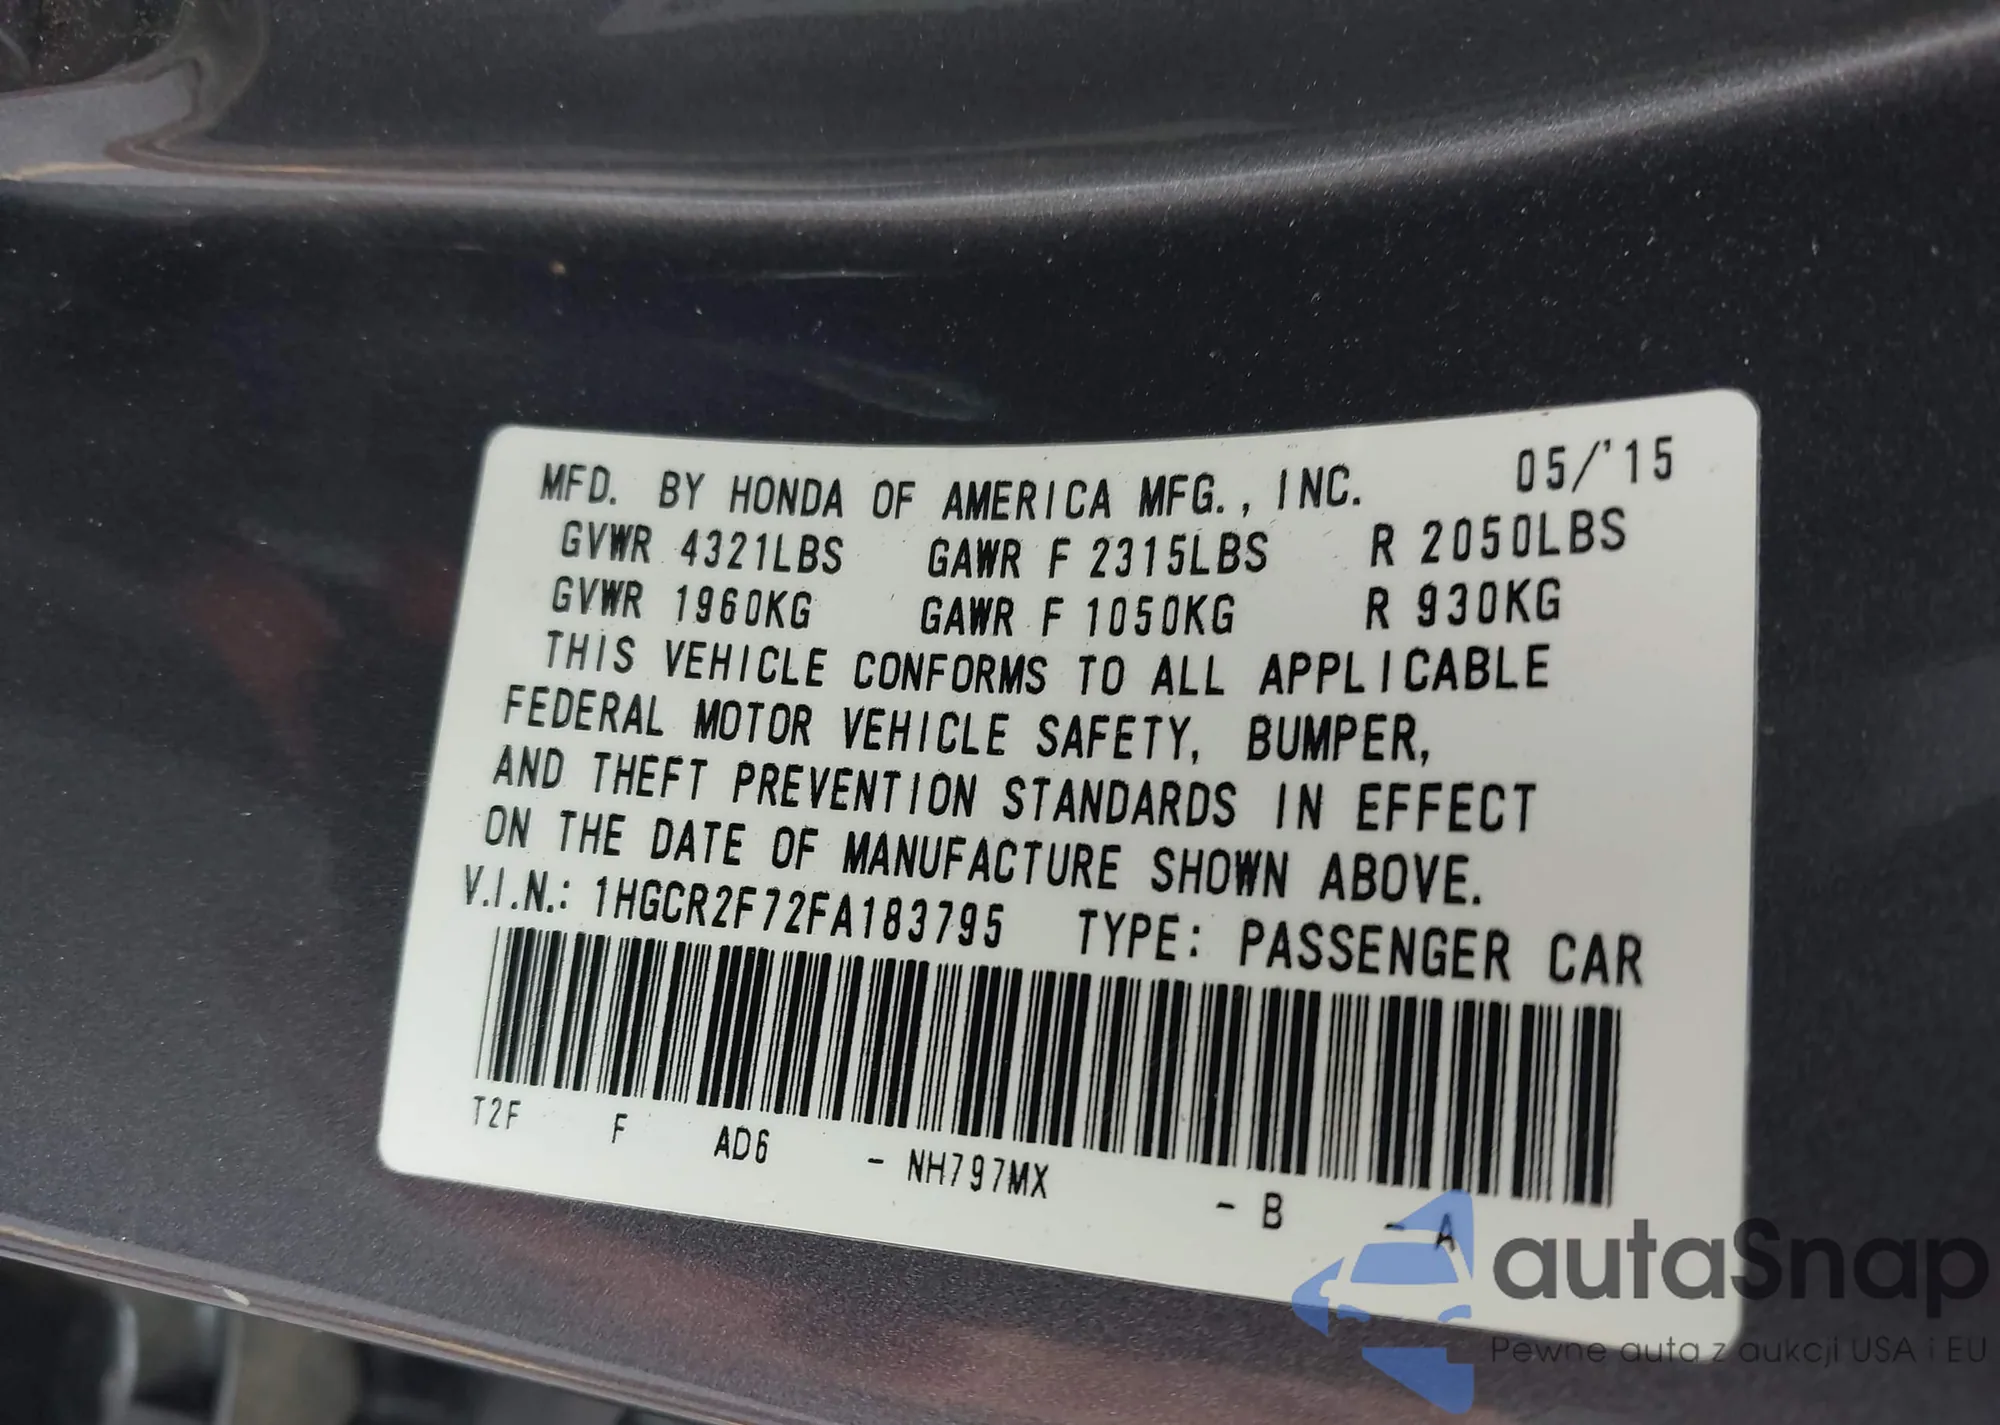 MFD. BY HONDA OF AMERICA MFG., INC. 05/'15
GVWR 4321LBS GAWR F 2315LBS R 2050LBS
GVWR 1960KG GAWR F 1050KG R 930KG
THIS VEHICLE CONFORMS TO ALL APPLICABLE
FEDERAL MOTOR VEHICLE SAFETY, BUMPER,
AND THEFT PREVENTION STANDARDS IN EFFECT
ON THE DATE OF MANUFACTURE SHOWN ABOVE.
V.I.N.: 1HGCR2F72FA183795 TYPE: PASSENGER CAR
T2F F AD6 - NH797MX - B - A
autaSnap
Pewne auta z aukcji USA i EU